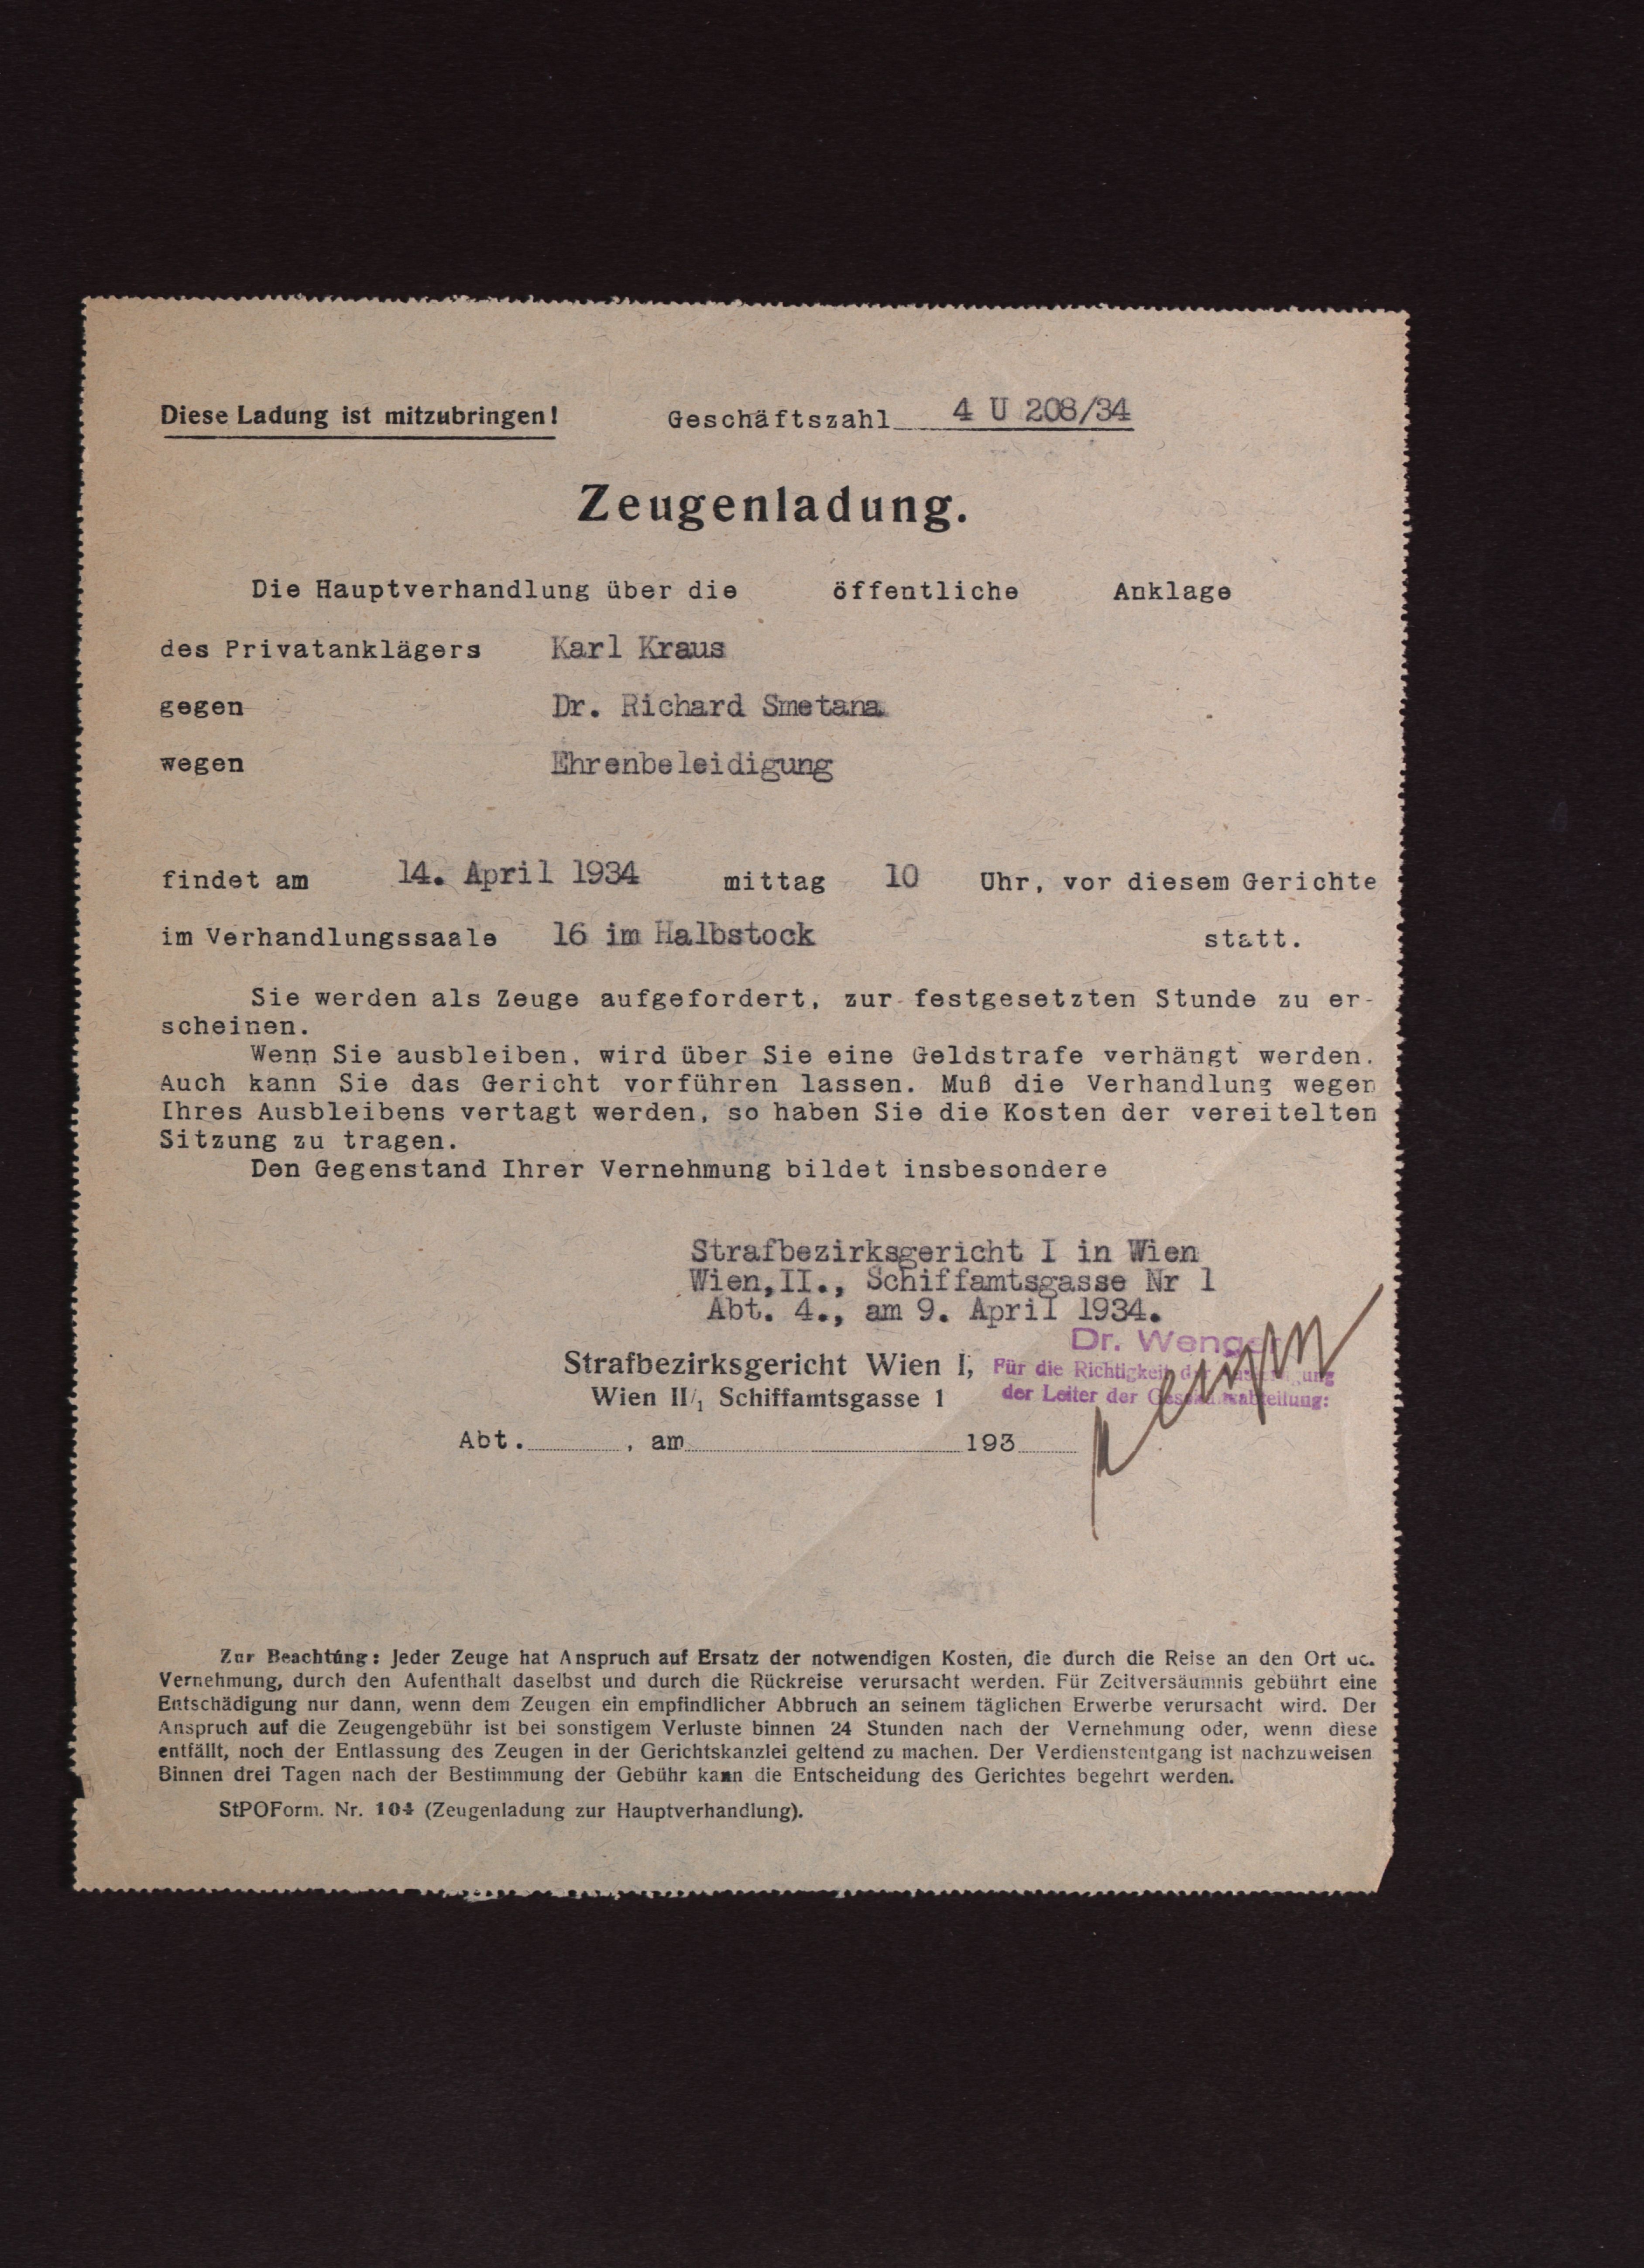 Diese Ladung ist mitzubringen!
Geschäftszahl 4 U 208/34
Zeugenladung.
Die Hauptverhandlung über die öffentliche Anklage
des Privatanklägers Karl Kraus
gegen Dr. Richard Smetana
wegen Ehrenbeleidigung
findet am 14. April 1934 mittag 10 Uhr, vor diesem Gerichte
im Verhandlungssaale 16 im Halbstock statt.
Sie werden als Zeuge aufgefordert, zur festgesetzten Stunde zu er-
scheinen.
Wenn Sie ausbleiben, wird über Sie eine Geldstrafe verhängt werden.
Auch kann Sie das Gericht vorführen lassen. Muß die Verhandlung wegen
Ihres Ausbleibens vertagt werden, so haben Sie die Kosten der vereitelten
Sitzung zu tragen.
Den Gegenstand Ihrer Vernehmung bildet insbesondere
Strafbezirksgericht I in Wien
Wien,II., Schiffamtsgasse Nr 1
Abt. 4., am 9. April 1934.
Dr. Wenger
Strafbezirksgericht Wien I,
Für die Richtigkeit der
Wien II/1 Schiffamtsgasse 1
der Leiter der Geschäftsabteilung:
Abt. , am 193
Zur Beachtung: Jeder Zeuge hat Anspruch auf Ersatz der notwendigen Kosten, die durch die Reise an den Ort
Vernehmung, durch den Aufenthalt daselbst und durch die Rückreise verursacht werden. Für Zeitversäumnis gebührt eine
Entschädigung nur dann, wenn dem Zeugen ein empfindlicher Abbruch an seinem täglichen Erwerbe verursacht wird. Der
Anspruch auf die Zeugengebühr ist bei sonstigem Verluste binnen 24 Stunden nach der Vernehmung oder, wenn diese
entfällt, noch der Entlassung des Zeugen in der Gerichtskanzlei geltend zu machen. Der Verdienstentgang ist nachzuweisen
Binnen drei Tagen nach der Bestimmung der Gebühr kann die Entscheidung des Gerichtes begehrt werden.
StPOForm. Nr. 104 (Zeugenladung zur Hauptverhandlung).